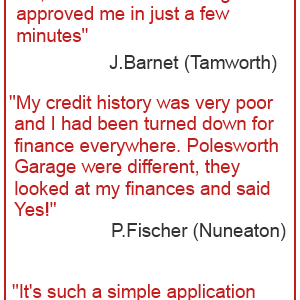 approved me in just a few
minutes"
J.Barnet (Tamworth)
"My credit history was very poor
and I had been turned down for
finance everywhere. Polesworth
Garage were different, they
looked at my finances and said
Yes!"
P.Fischer (Nuneaton)
"It's such a simple application